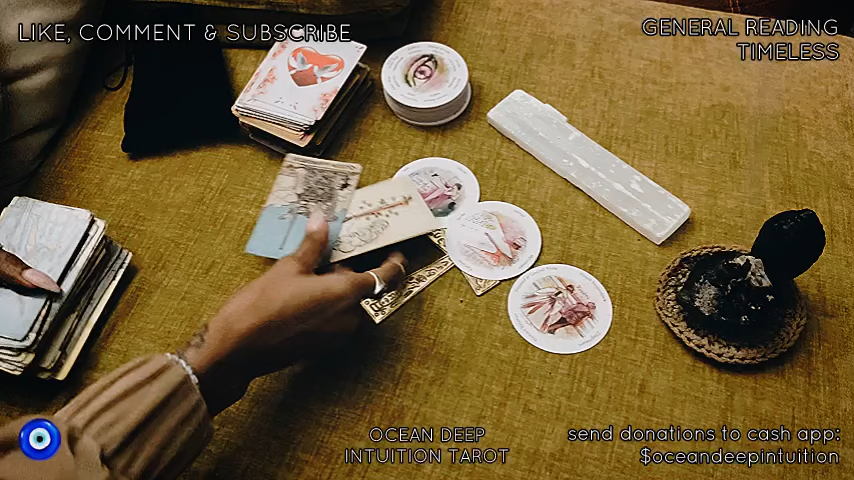 LIKE, COMMENT & SUBSCRIBE
GENERAL READING
TIMELESS
OCEAN DEEP
INTUITION TAROT
send donations to cash app:
$oceandeepintuition